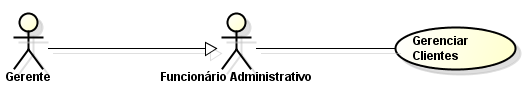 Gerenciar
Clientes
Gerente
Funcionário Administrativo